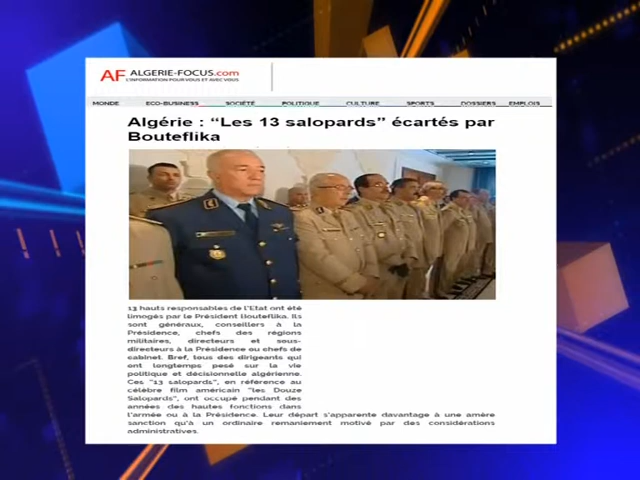 AF ALGERIE-FOCUS.com
L'INFORMATION POUR VOUS ET AVEC VOUS
MONDE ECO-BUSINESS SOCIÉTÉ POLITIQUE CULTURE SPORTS DOSSIERS EMPLOIS
Algérie : “Les 13 salopards” écartés par
Bouteflika
13 hauts responsables de l'Etat ont été
limogés par le Président Bouteflika. Ils
sont généraux, conseillers à la
Présidence, chefs des régions
militaires, directeurs et sous-
directeurs à la Présidence ou chefs de
cabinet. Bref, tous des dirigeants qui
ont longtemps pesé sur la vie
politique et décisionnelle algérienne.
Ces "13 salopards", en référence au
célèbre film américain "les Douze
Salopards", ont occupé pendant des
années des hautes fonctions dans
l'armée ou à la Présidence. Leur départ s'apparente davantage à une amère
sanction qu'à un ordinaire remaniement motivé par des considérations
administratives.